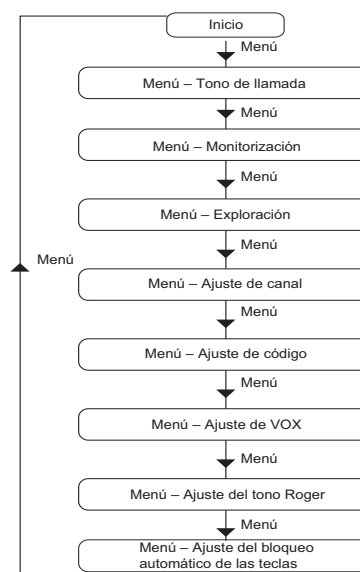 Inicio
Menú
Menú – Tono de llamada
Menú
Menú – Monitorización
Menú
Menú – Exploración
Menú
Menú
Menú – Ajuste de canal
Menú
Menú – Ajuste de código
Menú
Menú – Ajuste de VOX
Menú
Menú – Ajuste del tono Roger
Menú
Menú – Ajuste del bloqueo
automático de las teclas